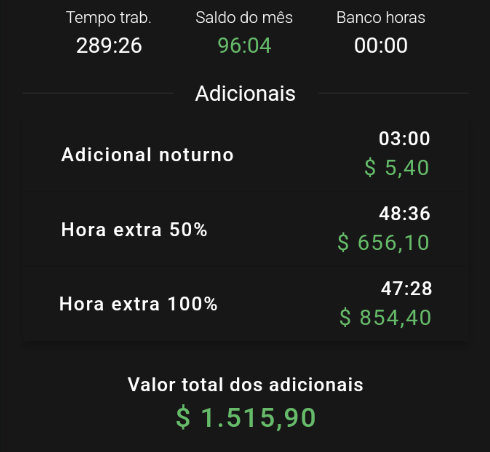 Tempo trab. Saldo do mês Banco horas
289:26 96:04 00:00
Adicionais
03:00
Adicional noturno
$ 5,40
48:36
Hora extra 50%
$ 656,10
47:28
Hora extra 100%
$ 854,40
Valor total dos adicionais
$ 1.515,90